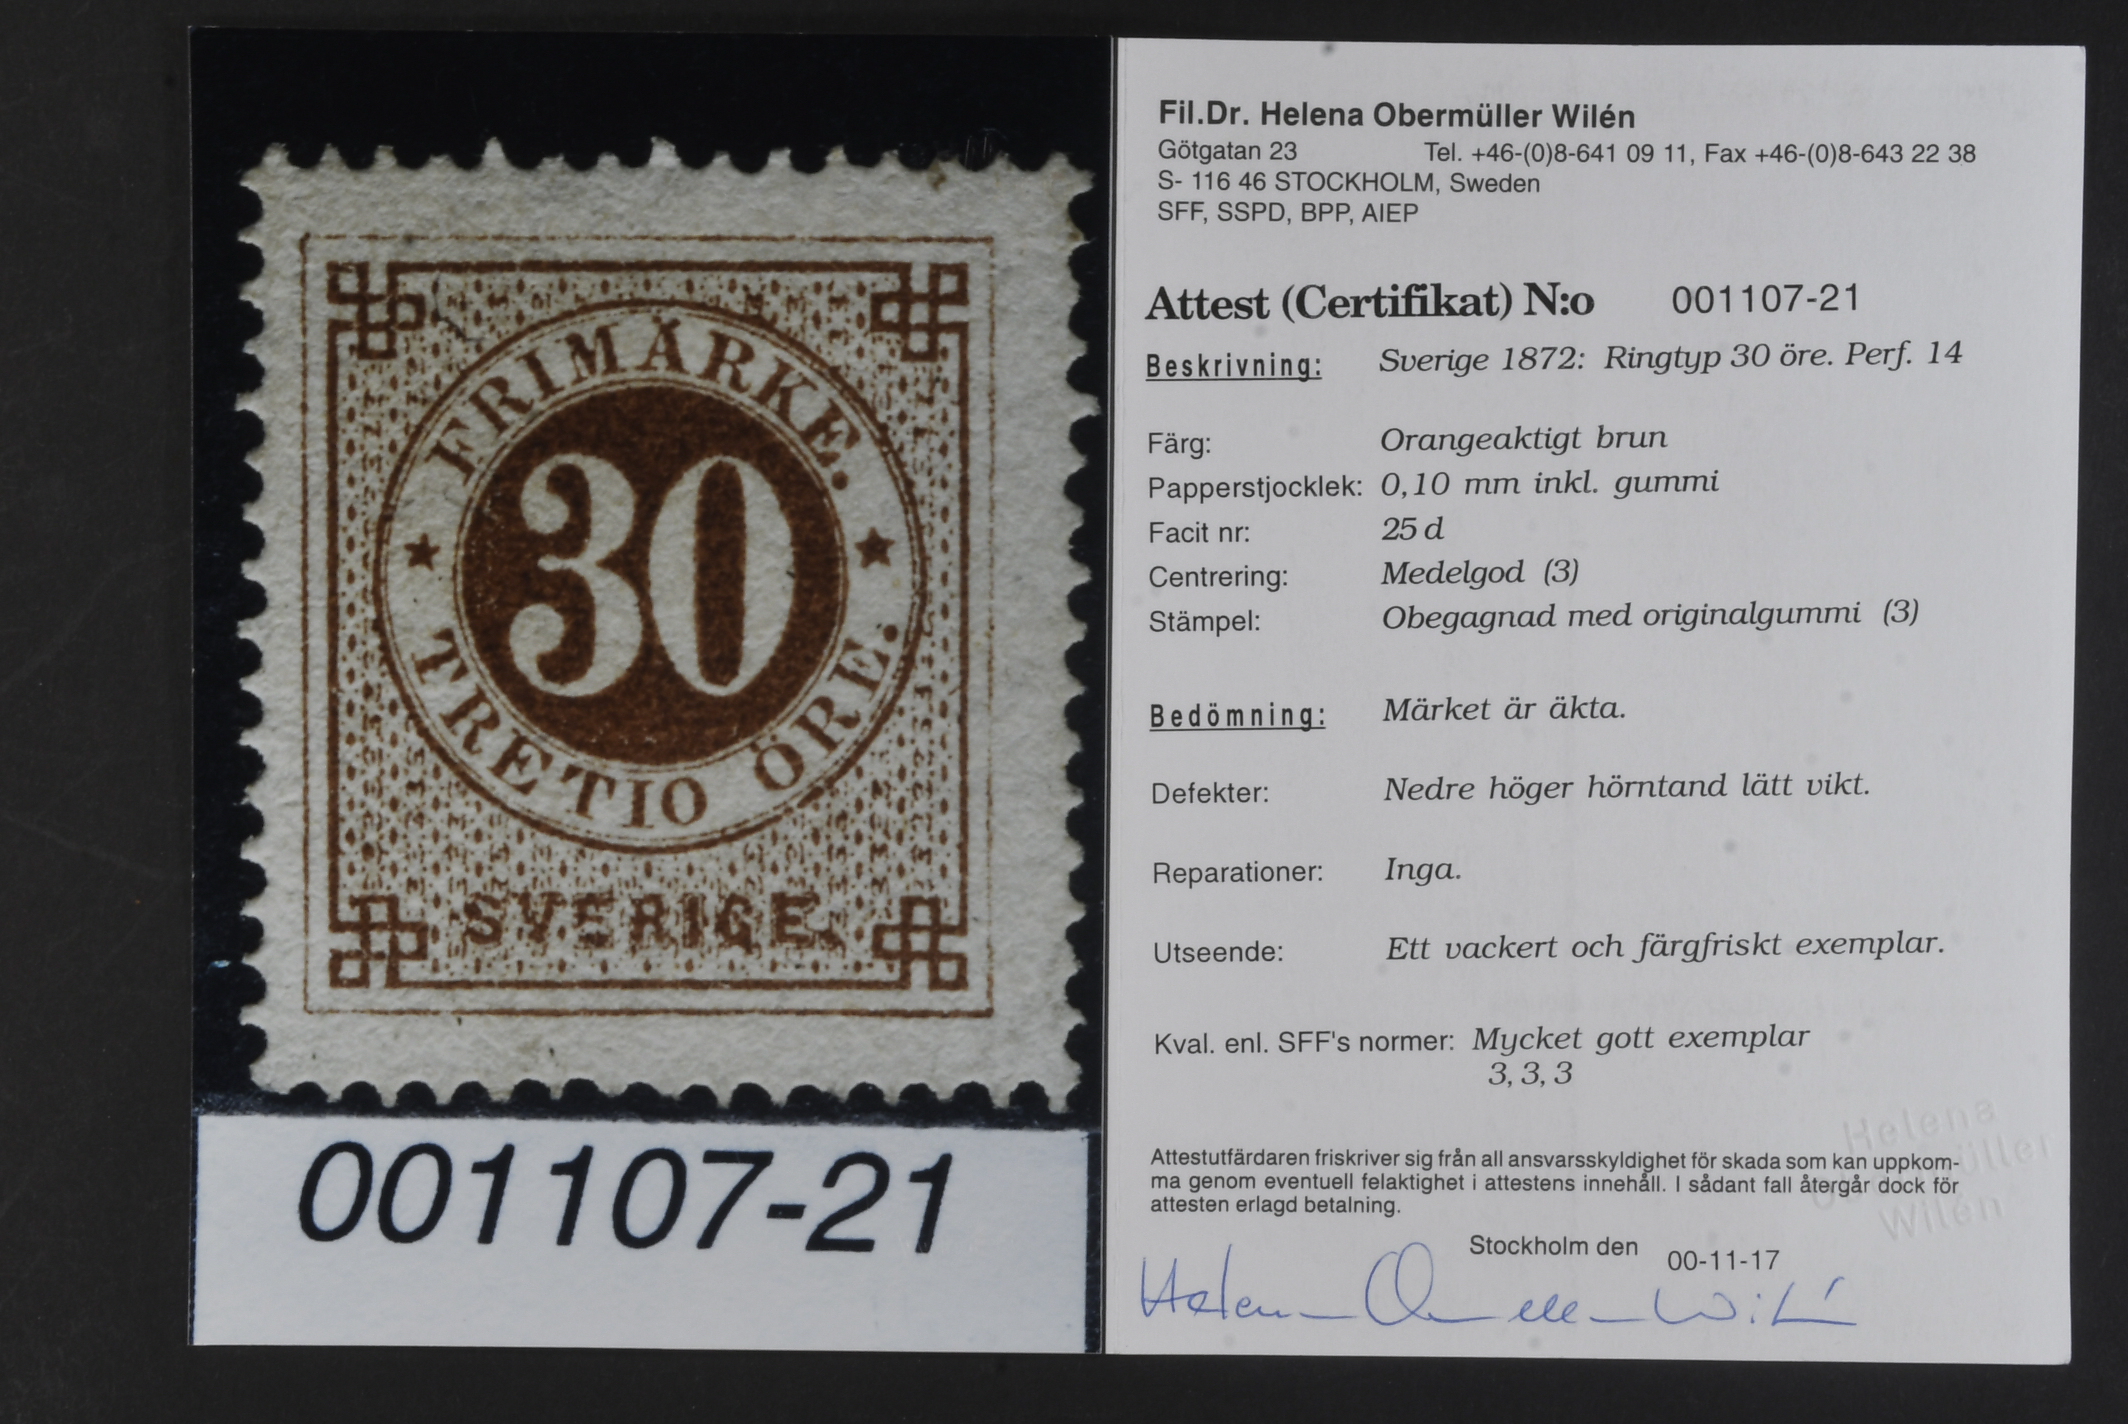 FRIMÄRKE.
30
TRETIO ÖRE.
SVERIGE.
001107-21
Fil.Dr. Helena Obermüller Wilén
Götgatan 23 Tel. +46-(0)8-641 09 11, Fax +46-(0)8-643 22 38
S- 116 46 STOCKHOLM, Sweden
SFF, SSPD, BPP, AIEP
Attest (Certifikat) N:o 001107-21
Beskrivning: Sverige 1872: Ringtyp 30 öre. Perf. 14
Färg: Orangeaktigt brun
Papperstjocklek: 0,10 mm inkl. gummi
Facit nr: 25 d
Centrering: Medelgod (3)
Stämpel: Obegagnad med originalgummi (3)
Bedömning: Märket är äkta.
Defekter: Nedre höger hörntand lätt vikt.
Reparationer: Inga.
Utseende: Ett vackert och färgfriskt exemplar.
Kval. enl. SFF's normer: Mycket gott exemplar
3, 3, 3
Attestutfärdaren friskriver sig från all ansvarsskyldighet för skada som kan uppkom-
ma genom eventuell felaktighet i attestens innehåll. I sådant fall återgår dock för
attesten erlagd betalning.
Helena
Obermüller
Wilén
Stockholm den 00-11-17
Helena Obermüller Wilén